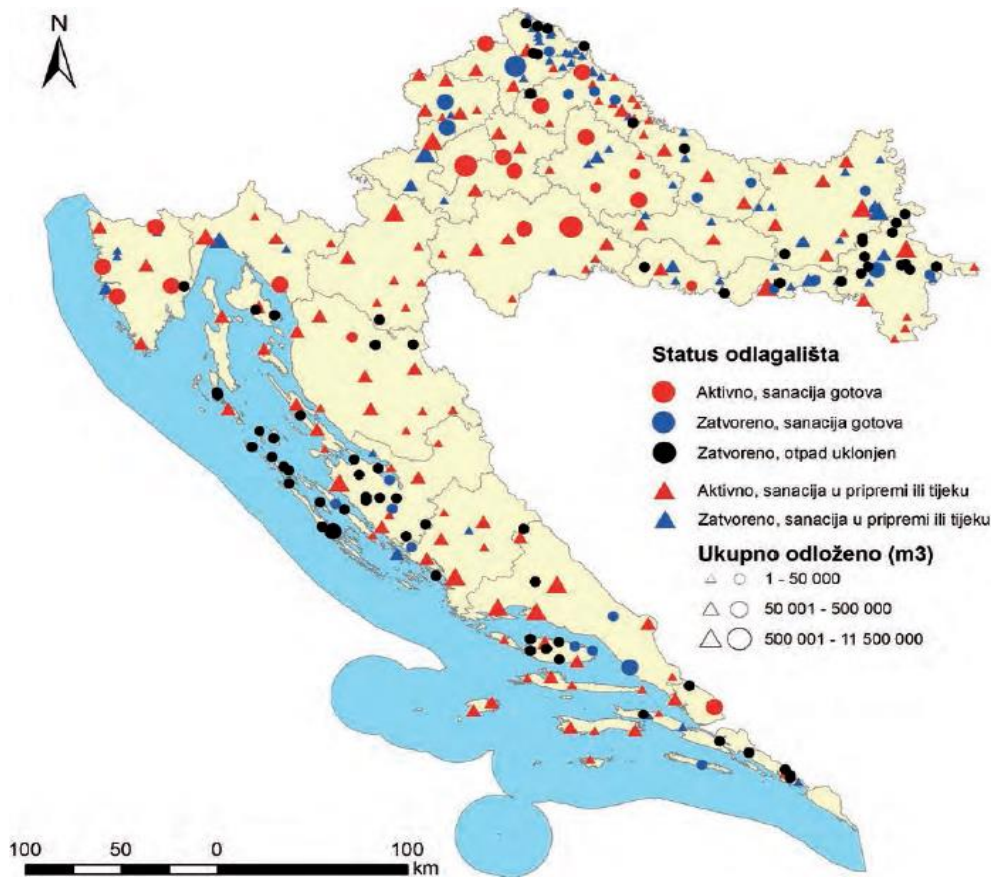 N
Status odlagališta
Aktivno, sanacija gotova
Zatvoreno, sanacija gotova
Zatvoreno, otpad uklonjen
Aktivno, sanacija u pripremi ili tijeku
Zatvoreno, sanacija u pripremi ili tijeku
Ukupno odloženo (m3)
1 - 50 000
50 001 - 500 000
500 001 - 11 500 000
100 50 0 100
km